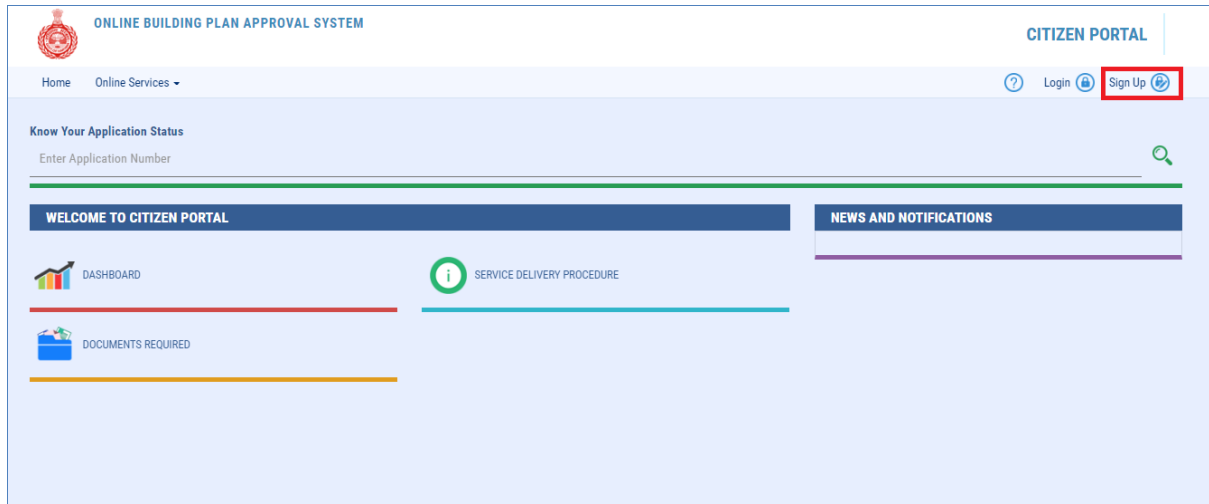 ONLINE BUILDING PLAN APPROVAL SYSTEM
CITIZEN PORTAL
Home Online Services
? Login Sign Up
Know Your Application Status
Enter Application Number
WELCOME TO CITIZEN PORTAL
NEWS AND NOTIFICATIONS
DASHBOARD
i SERVICE DELIVERY PROCEDURE
DOCUMENTS REQUIRED